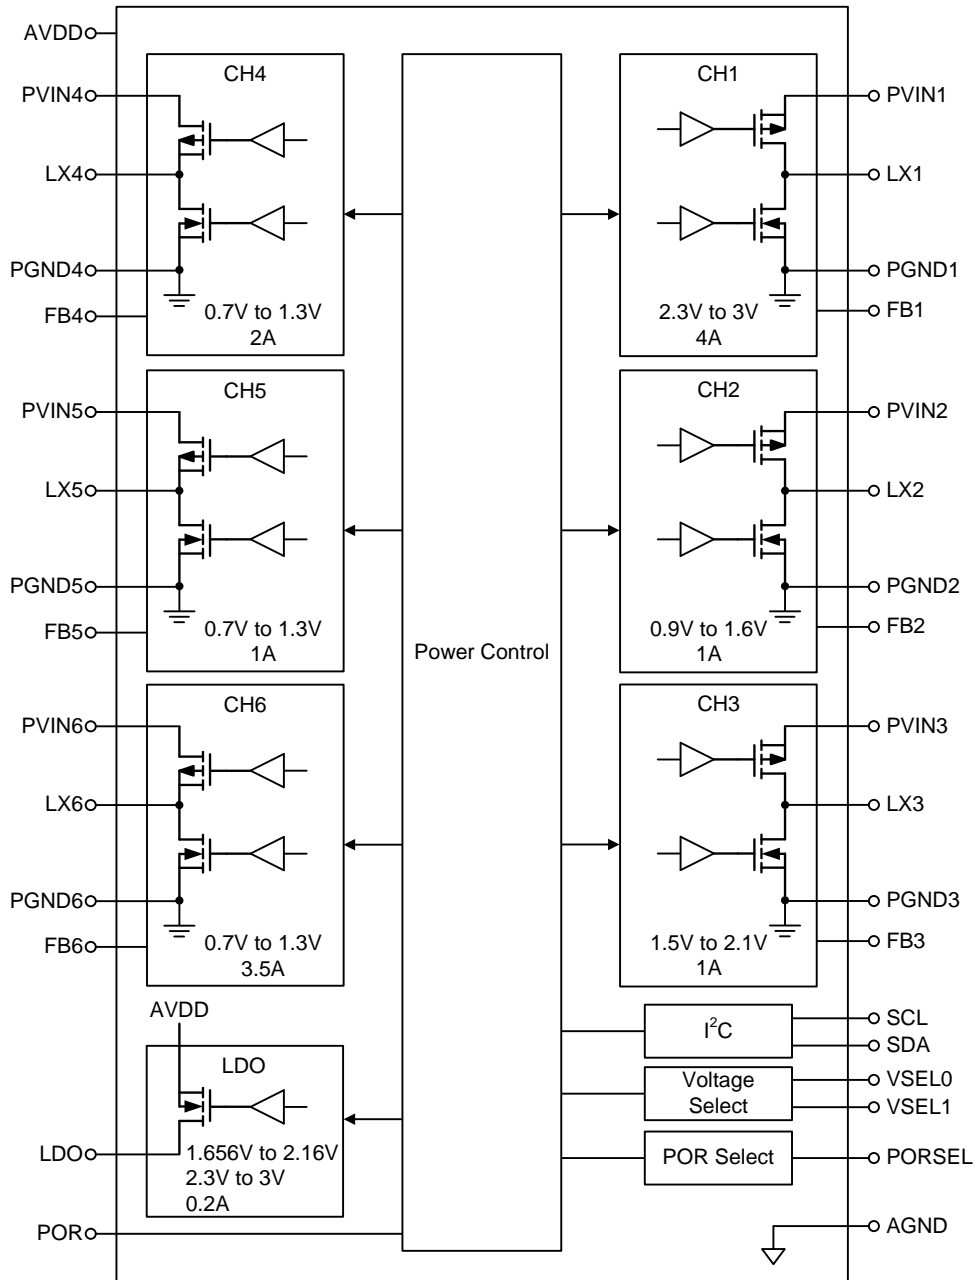 AVDD
CH4
PVIN4
LX4
PGND4
FB4
0.7V to 1.3V
2A
CH5
PVIN5
LX5
PGND5
FB5
0.7V to 1.3V
1A
CH6
PVIN6
LX6
PGND6
FB6
0.7V to 1.3V
3.5A
AVDD
LDO
LDO
1.656V to 2.16V
2.3V to 3V
0.2A
POR
Power Control
CH1
PVIN1
LX1
PGND1
FB1
2.3V to 3V
4A
CH2
PVIN2
LX2
PGND2
FB2
0.9V to 1.6V
1A
CH3
PVIN3
LX3
PGND3
FB3
1.5V to 2.1V
1A
I²C
SCL
SDA
Voltage
Select
VSEL0
VSEL1
POR Select
PORSEL
AGND